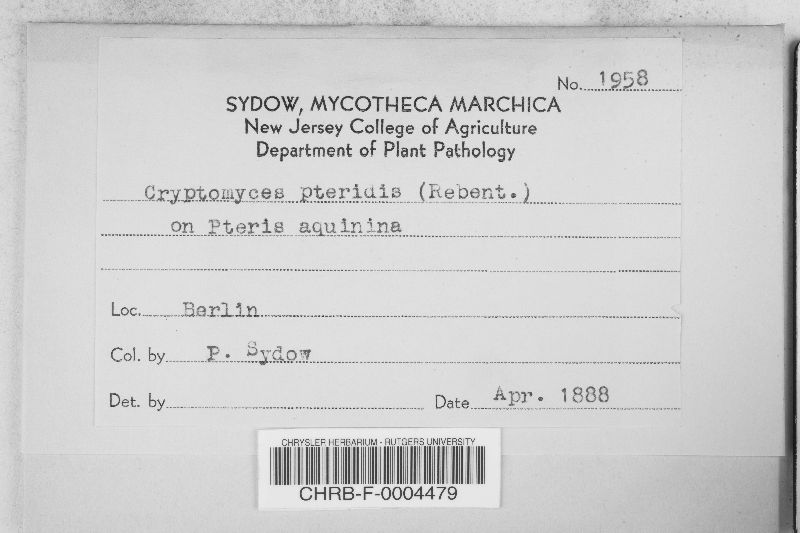 No. 1958
SYDOW, MYCOTHECA MARCHICA
New Jersey College of Agriculture
Department of Plant Pathology
Cryptomyces pteridis (Rebent.)
on Pteris aquinina
Loc. Berlin
Col. by P. Sydow
Det. by
Date Apr. 1888
CHRYSLER HERBARIUM - RUTGERS UNIVERSITY
CHRB-F-0004479